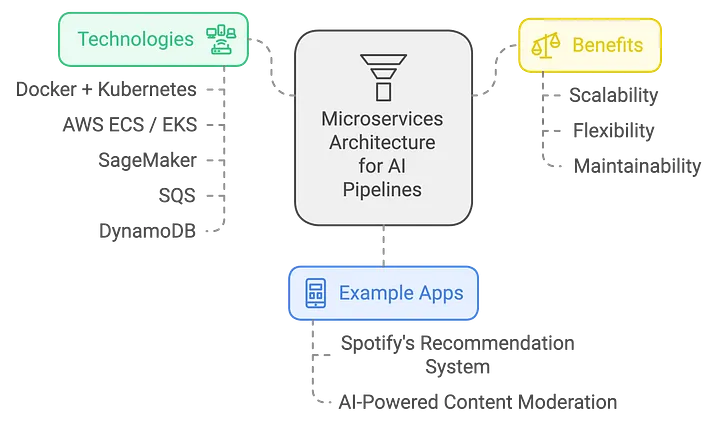 Technologies
Docker + Kubernetes
AWS ECS / EKS
SageMaker
SQS
DynamoDB
Microservices
Architecture
for AI
Pipelines
Benefits
Scalability
Flexibility
Maintainability
Example Apps
Spotify's Recommendation
System
AI-Powered Content Moderation